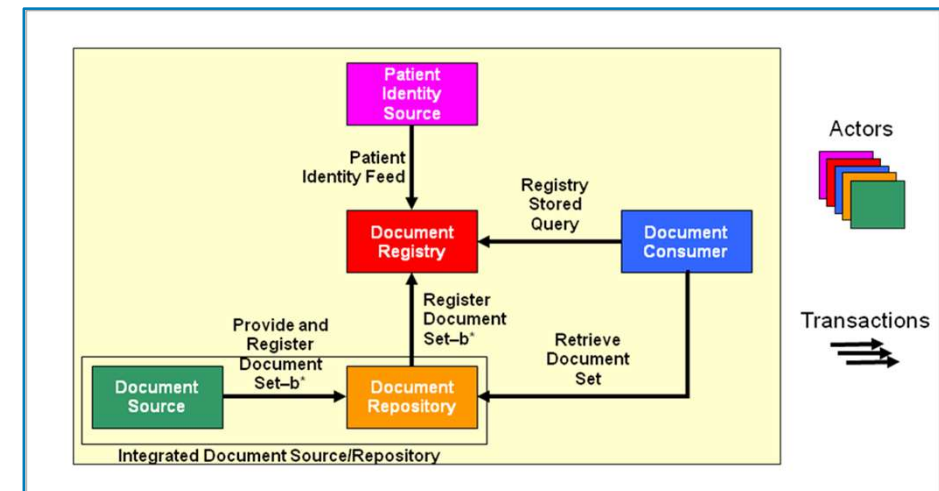 Patient
Identity
Source
Actors
Patient
Identity Feed
Registry
Stored
Query
Document
Registry
Document
Consumer
Register
Document
Set–b*
Provide and
Register
Document
Set–b*
Retrieve
Document
Set
Transactions
Document
Source
Document
Repository
Integrated Document Source/Repository